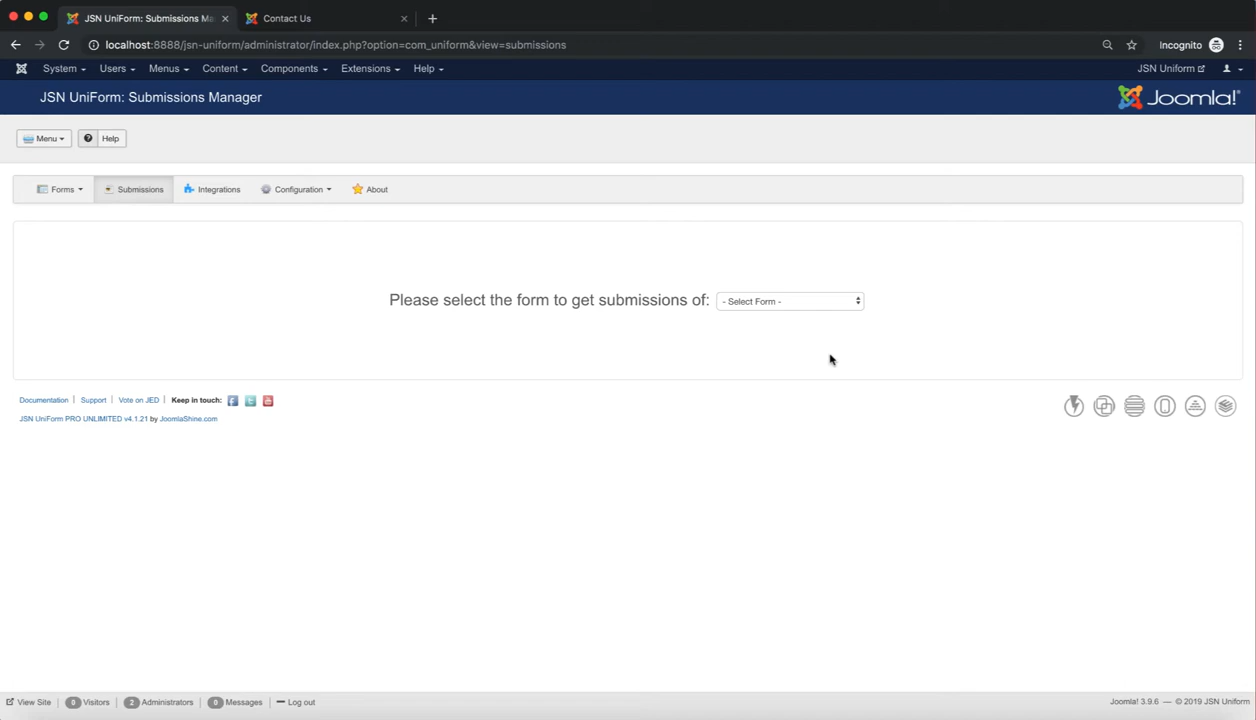 JSN UniForm: Submissions Ma
Contact Us
localhost:8888/jsn-uniform/administrator/index.php?option=com_uniform&view=submissions
Incognito
System Users Menus Content Components Extensions Help
JSN Uniform
JSN UniForm: Submissions Manager
Joomla!®
Menu Help
Forms Submissions Integrations Configuration About
Please select the form to get submissions of: - Select Form -
Documentation | Support | Vote on JED | Keep in touch:
JSN UniForm PRO UNLIMITED v4.1.21 by JoomlaShine.com
View Site 0 Visitors 2 Administrators 0 Messages Log out
Joomla! 3.9.6 — © 2019 JSN Uniform